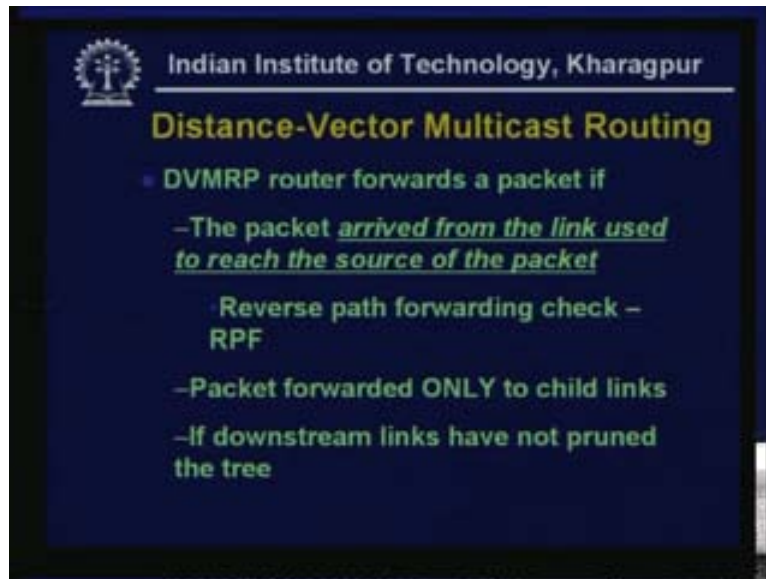 Indian Institute of Technology, Kharagpur
Distance-Vector Multicast Routing
DVMRP router forwards a packet if
–The packet arrived from the link used
to reach the source of the packet
Reverse path forwarding check –
RPF
–Packet forwarded ONLY to child links
–If downstream links have not pruned
the tree